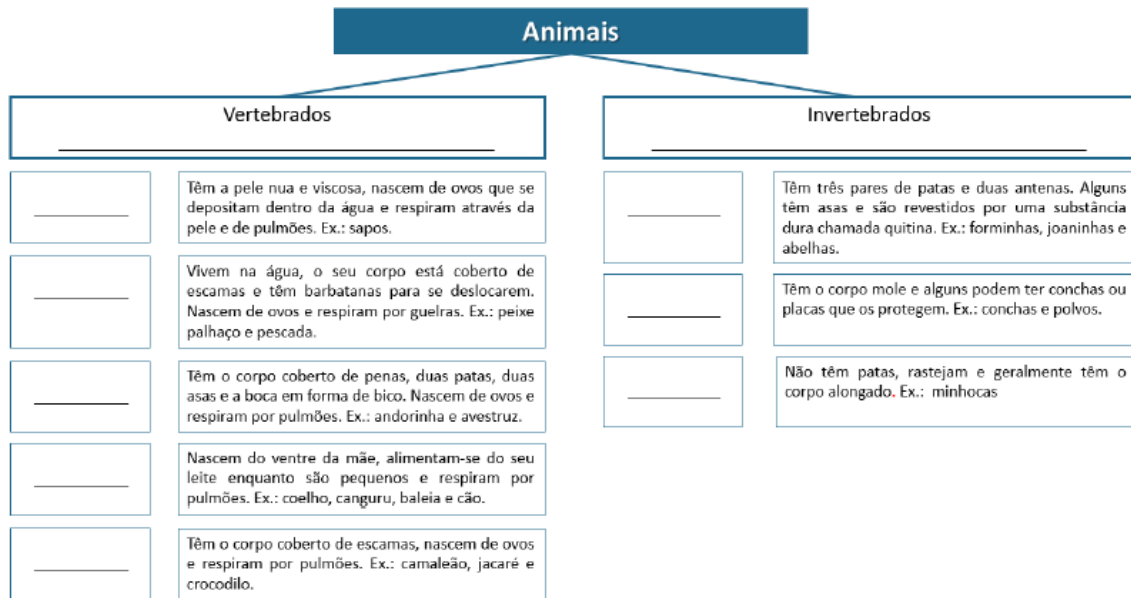 Animais
Vertebrados
Têm a pele nua e viscosa, nascem de ovos que se
depositam dentro da água e respiram através da
pele e de pulmões. Ex.: sapos.
Vivem na água, o seu corpo está coberto de
escamas e têm barbatanas para se deslocarem.
Nascem de ovos e respiram por guelras. Ex.: peixe
palhaço e pescada.
Têm o corpo coberto de penas, duas patas, duas
asas e a boca em forma de bico. Nascem de ovos e
respiram por pulmões. Ex.: andorinha e avestruz.
Nascem do ventre da mãe, alimentam-se do seu
leite enquanto são pequenos e respiram por
pulmões. Ex.: coelho, canguru, baleia e cão.
Têm o corpo coberto de escamas, nascem de ovos
e respiram por pulmões. Ex.: camaleão, jacaré e
crocodilo.
Invertebrados
Têm três pares de patas e duas antenas. Alguns
têm asas e são revestidos por uma substância
dura chamada quitina. Ex.: forminhas, joaninhas e
abelhas.
Têm o corpo mole e alguns podem ter conchas ou
placas que os protegem. Ex.: conchas e polvos.
Não têm patas, rastejam e geralmente têm o
corpo alongado. Ex.: minhocas